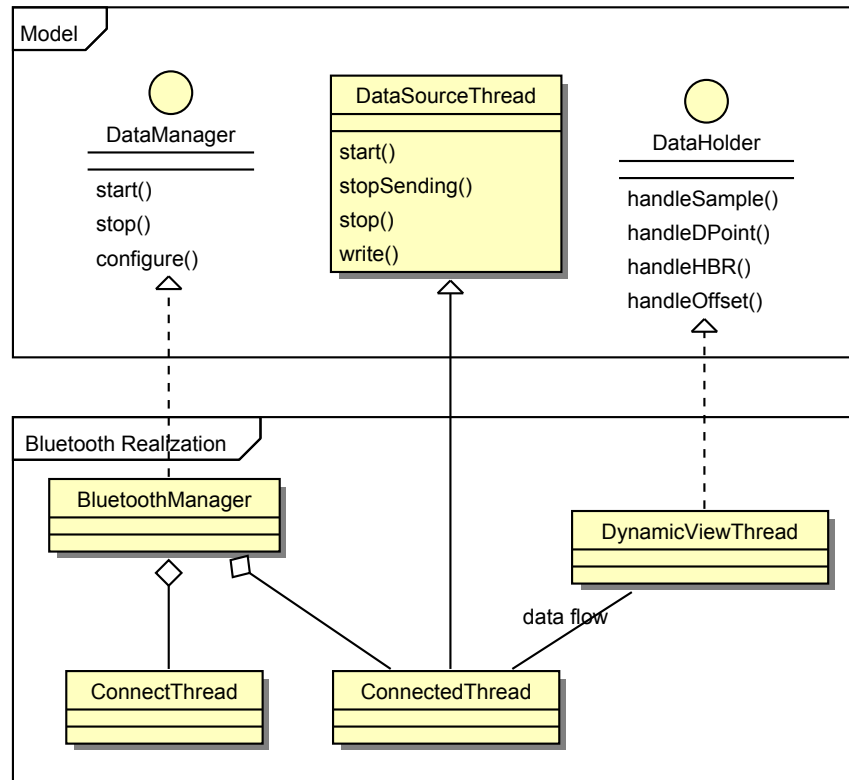 Model
DataManager
start()
stop()
configure()
DataSourceThread
start()
stopSending()
stop()
write()
DataHolder
handleSample()
handleDPoint()
handleHBR()
handleOffset()
Bluetooth Realization
BluetoothManager
DynamicViewThread
data flow
ConnectThread
ConnectedThread